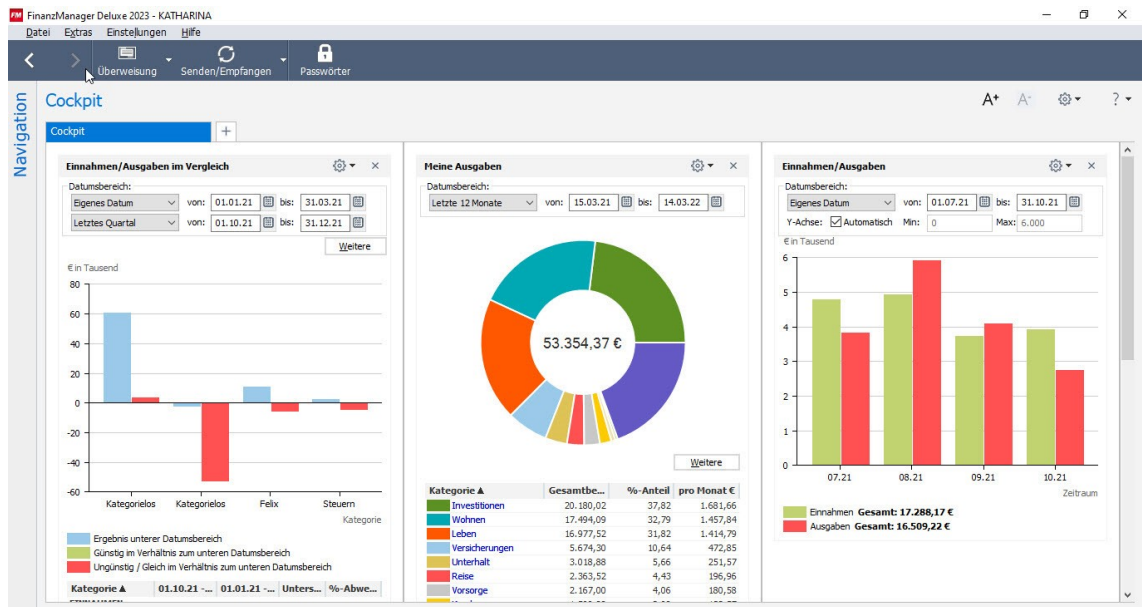 FM FinanzManager Deluxe 2023 - KATHARINA
Datei Extras Einstellungen Hilfe
Überweisung Senden/Empfangen Passwörter
Navigation
Cockpit A+ A- ?
Cockpit +
Einnahmen/Ausgaben im Vergleich
Datumsbereich:
Eigenes Datum von: 01.01.21 bis: 31.03.21
Letztes Quartal von: 01.10.21 bis: 31.12.21
Weitere
€ in Tausend
80
60
40
20
0
-20
-40
-60
Kategorielos Kategorielos Felix Steuern
Kategorie
Ergebnis unterer Datumsbereich
Günstig im Verhältnis zum unteren Datumsbereich
Ungünstig / Gleich im Verhältnis zum unteren Datumsbereich
Kategorie ▲ 01.10.21 -... 01.01.21 -... Unters... %-Abwe...
Meine Ausgaben
Datumsbereich:
Letzte 12 Monate von: 15.03.21 bis: 14.03.22
53.354,37 €
Weitere
Kategorie ▲ Gesamtbe... %-Anteil pro Monat €
Investitionen 20.180,02 37,82 1.681,66
Wohnen 17.494,09 32,79 1.457,84
Leben 16.977,52 31,82 1.414,79
Versicherungen 5.674,30 10,64 472,85
Unterhalt 3.018,88 5,66 251,57
Reise 2.363,52 4,43 196,96
Vorsorge 2.167,00 4,06 180,58
Einnahmen/Ausgaben
Datumsbereich:
Eigenes Datum von: 01.07.21 bis: 31.10.21
Y-Achse: Automatisch Min: 0 Max: 6.000
€ in Tausend
6
5
4
3
2
1
0
07.21 08.21 09.21 10.21
Zeitraum
Einnahmen Gesamt: 17.288,17 €
Ausgaben Gesamt: 16.509,22 €